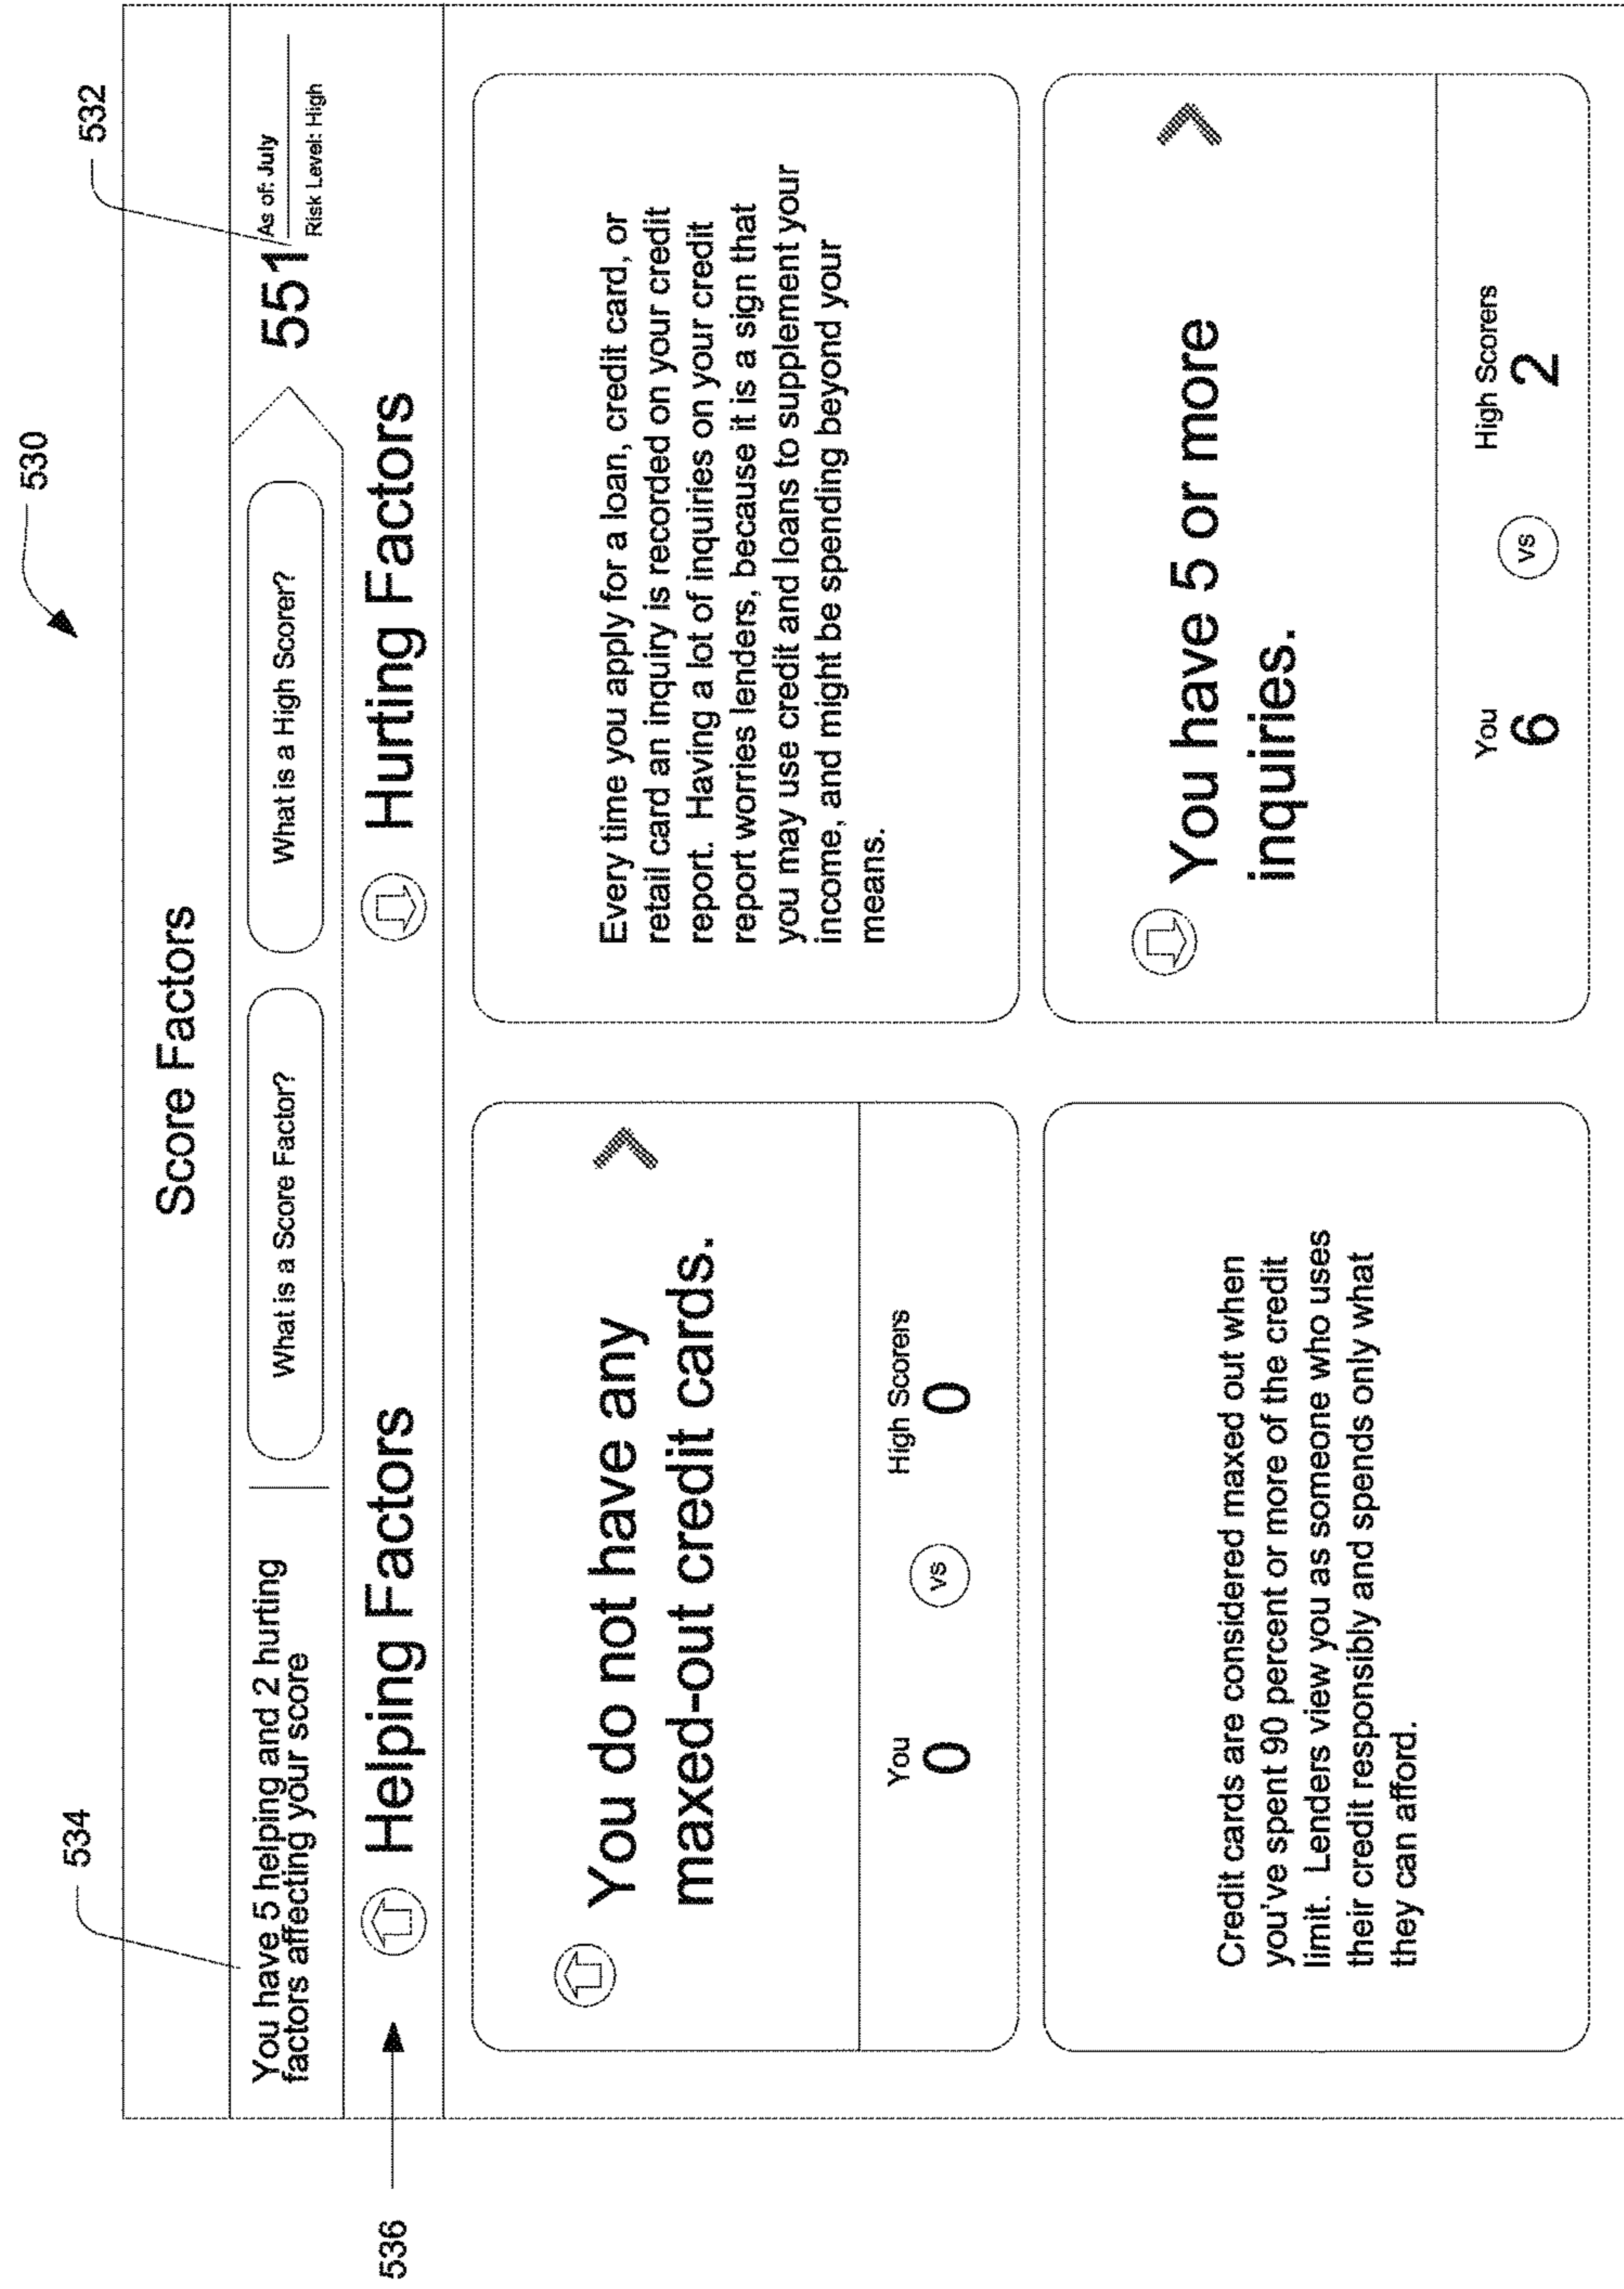 530
534
532
536
Score Factors
You have 5 helping and 2 hurting
factors affecting your score
What is a Score Factor?
What is a High Scorer?
551
As of: July
Risk Level: High
Helping Factors
Hurting Factors
You do not have any
maxed-out credit cards.
You
0
vs
High Scorers
0
Every time you apply for a loan, credit card, or
retail card an inquiry is recorded on your credit
report. Having a lot of inquiries on your credit
report worries lenders, because it is a sign that
you may use credit and loans to supplement your
income, and might be spending beyond your
means.
Credit cards are considered maxed out when
you've spent 90 percent or more of the credit
limit. Lenders view you as someone who uses
their credit responsibly and spends only what
they can afford.
You have 5 or more
inquiries.
You
6
vs
High Scorers
2